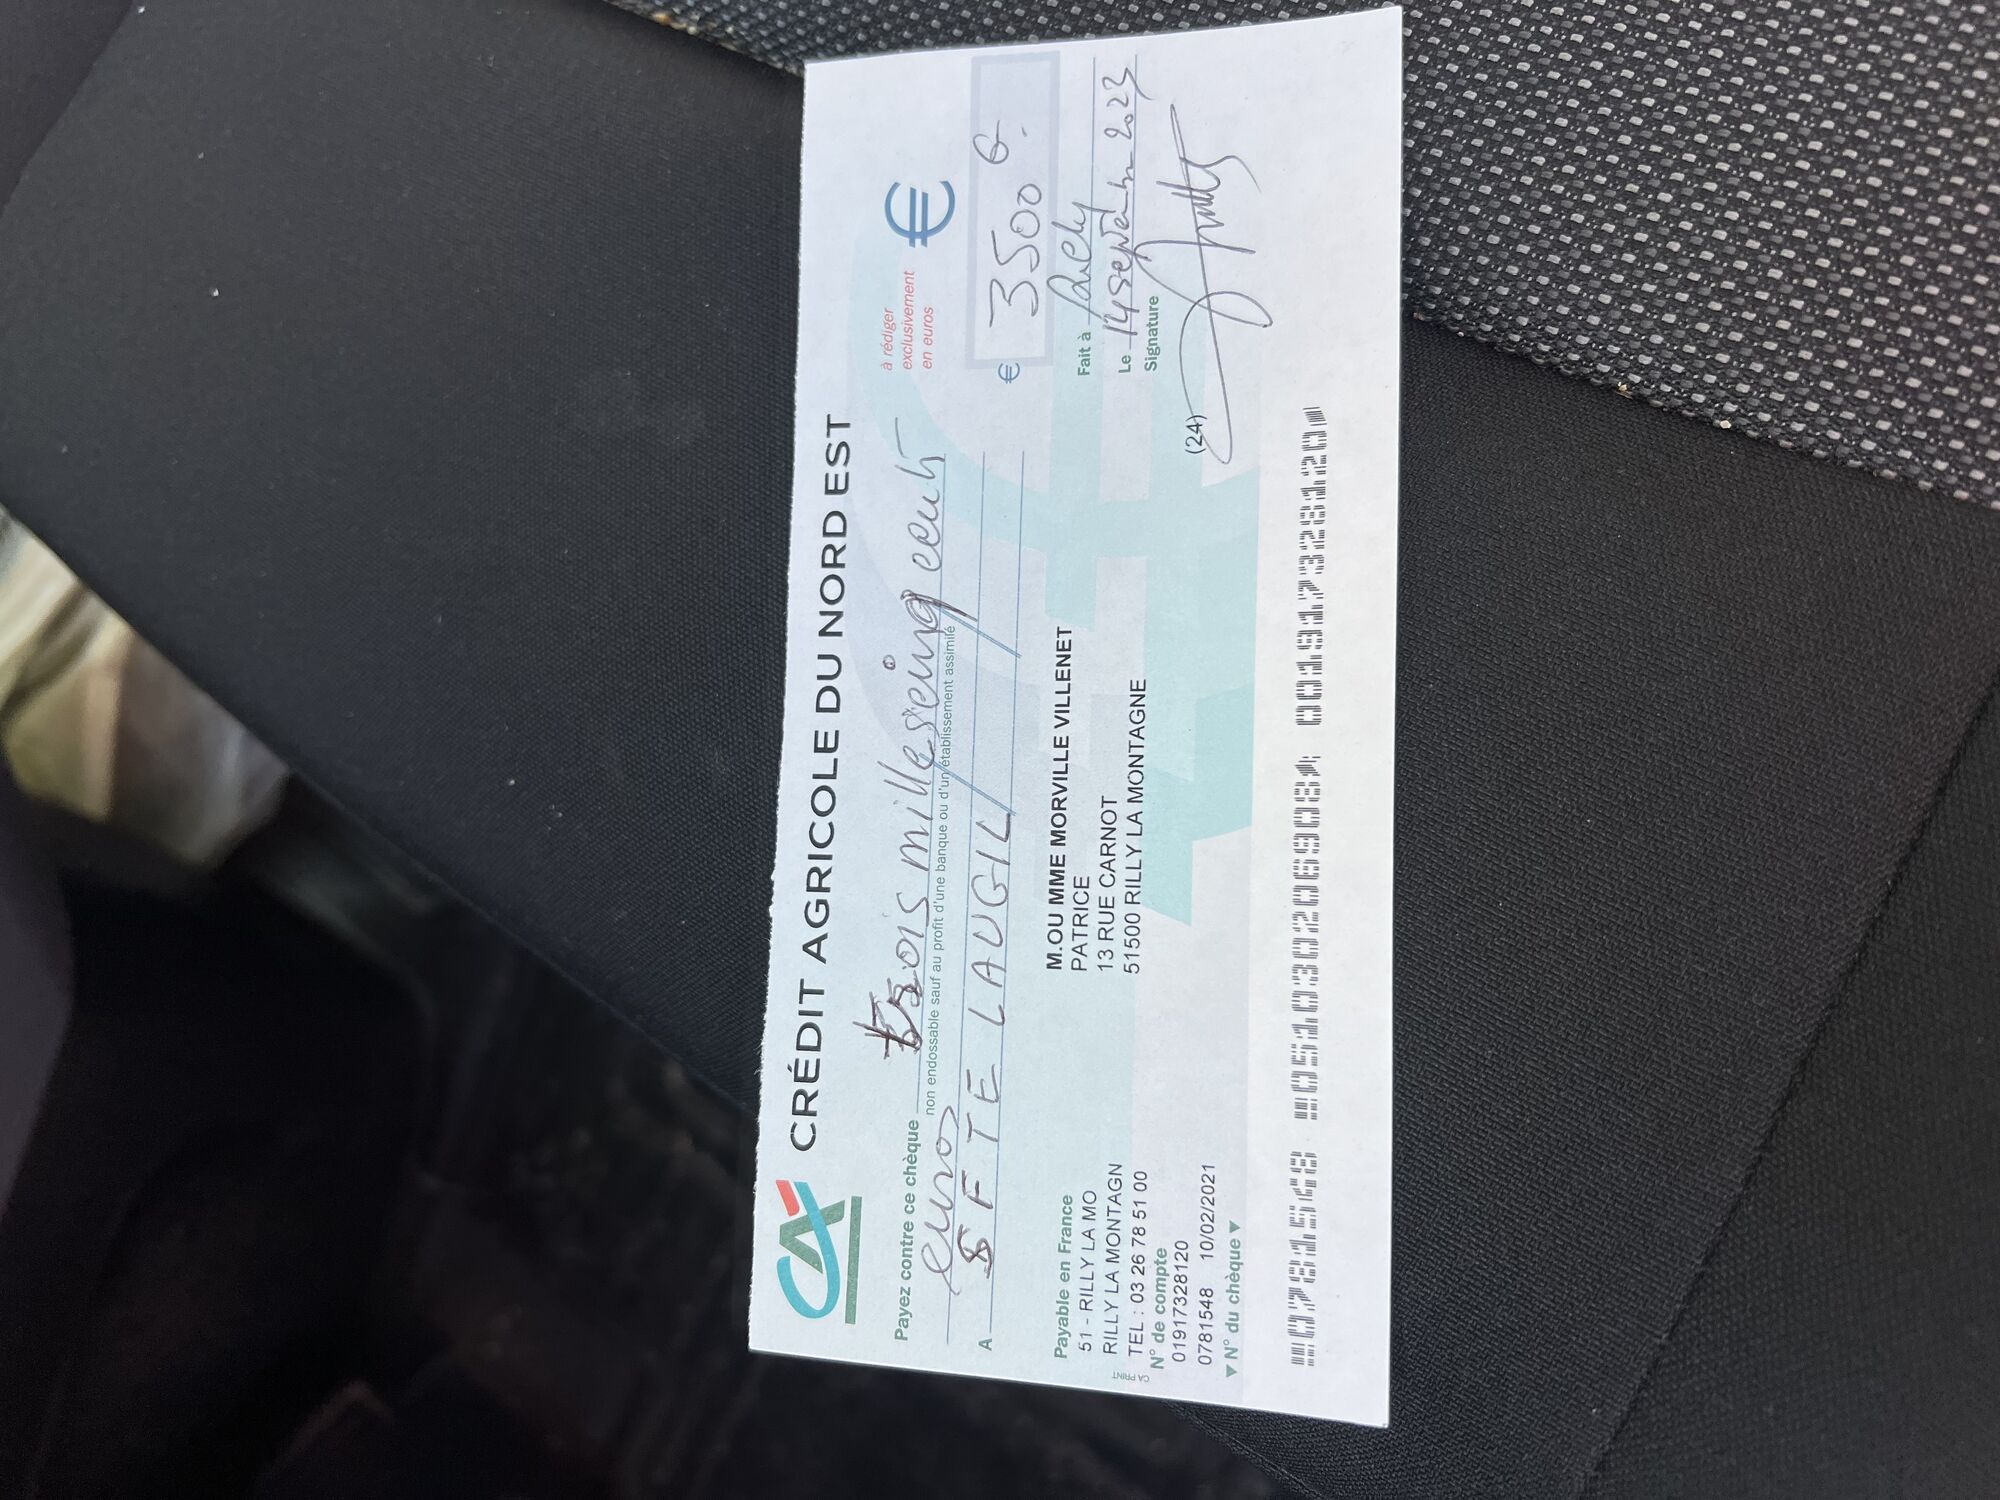 CA
CRÉDIT AGRICOLE DU NORD EST
à rédiger
exclusivement
en euros
€
Payez contre ce chèque trois mille cinq cents
non endossable sauf au profit d'une banque ou d'un établissement assimilé
euros
€ 3500 €
A STE LAUGIL
Payable en France
51 - RILLY LA MO
RILLY LA MONTAGN
TEL : 03 26 78 51 00
N° de compte
01917328120
0781548 10/02/2021
▼ N° du chèque ▼
CA PRINT
M.OU MME MORVILLE VILLENET
PATRICE
13 RUE CARNOT
51500 RILLY LA MONTAGNE
Fait à
Le 14 septembre 2023
Signature
(24)